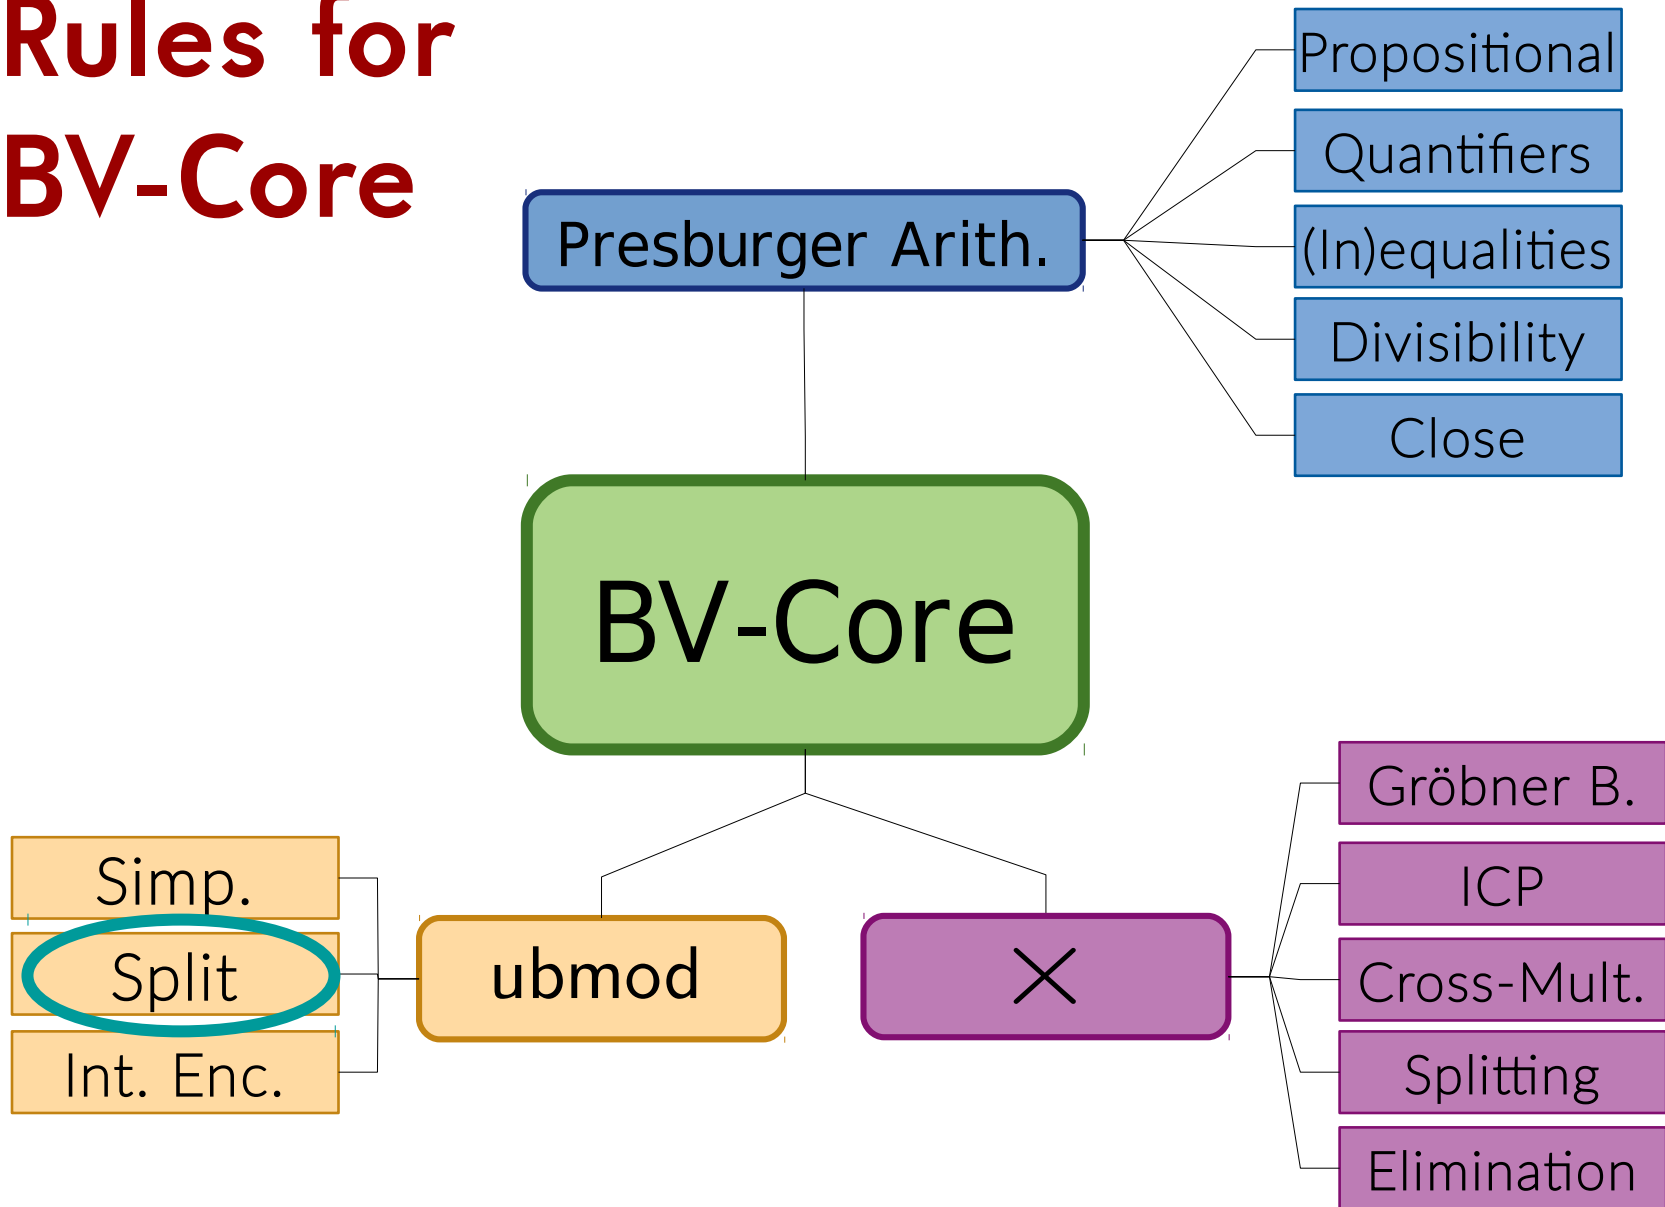 Rules for
BV-Core
Presburger Arith.
Propositional
Quantifiers
(In)equalities
Divisibility
Close
BV-Core
Simp.
Split
Int. Enc.
ubmod
×
Gröbner B.
ICP
Cross-Mult.
Splitting
Elimination